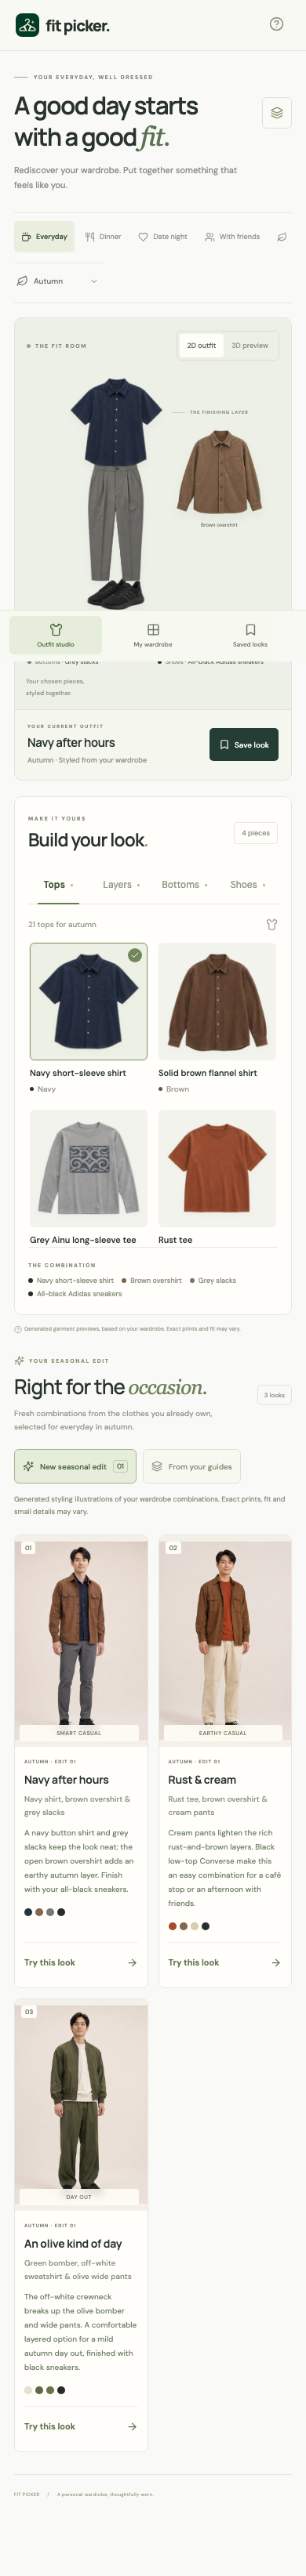 fit picker.
YOUR EVERYDAY, WELL DRESSED
A good day starts
with a good fit.
Rediscover your wardrobe. Put together something that
feels like you.
Everyday
Dinner
Date night
With friends
Autumn
THE FIT ROOM
2D outfit
3D preview
THE FINISHING LAYER
Brown overshirt
Outfit studio
My wardrobe
Saved looks
Bottoms · Grey slacks
Shoes · All-black Adidas sneakers
Your chosen pieces,
styled together.
YOUR CURRENT OUTFIT
Navy after hours
Autumn · Styled from your wardrobe
Save look
MAKE IT YOURS
Build your look.
4 pieces
Tops
Layers
Bottoms
Shoes
21 tops for autumn
Navy short-sleeve shirt
Navy
Solid brown flannel shirt
Brown
Grey Ainu long-sleeve tee
Rust tee
THE COMBINATION
Navy short-sleeve shirt
Brown overshirt
Grey slacks
All-black Adidas sneakers
Generated garment previews, based on your wardrobe. Exact prints and fit may vary.
YOUR SEASONAL EDIT
Right for the occasion.
3 looks
Fresh combinations from the clothes you already own,
selected for everyday in autumn.
New seasonal edit 01
From your guides
Generated styling illustrations of your wardrobe combinations. Exact prints, fit and
small details may vary.
01
SMART CASUAL
AUTUMN · EDIT 01
Navy after hours
Navy shirt, brown overshirt &
grey slacks
A navy button shirt and grey
slacks keep the look neat; the
open brown overshirt adds an
earthy autumn layer. Finish
with your all-black sneakers.
Try this look
02
EARTHY CASUAL
AUTUMN · EDIT 01
Rust & cream
Rust tee, brown overshirt &
cream pants
Cream pants lighten the rich
rust-and-brown layers. Black
low-top Converse make this
an easy combination for a café
stop or an afternoon with
friends.
Try this look
03
DAY OUT
AUTUMN · EDIT 01
An olive kind of day
Green bomber, off-white
sweatshirt & olive wide pants
The off-white crewneck
breaks up the olive bomber
and wide pants. A comfortable
layered option for a mild
autumn day out, finished with
black sneakers.
Try this look
FIT PICKER / A personal wardrobe, thoughtfully worn.